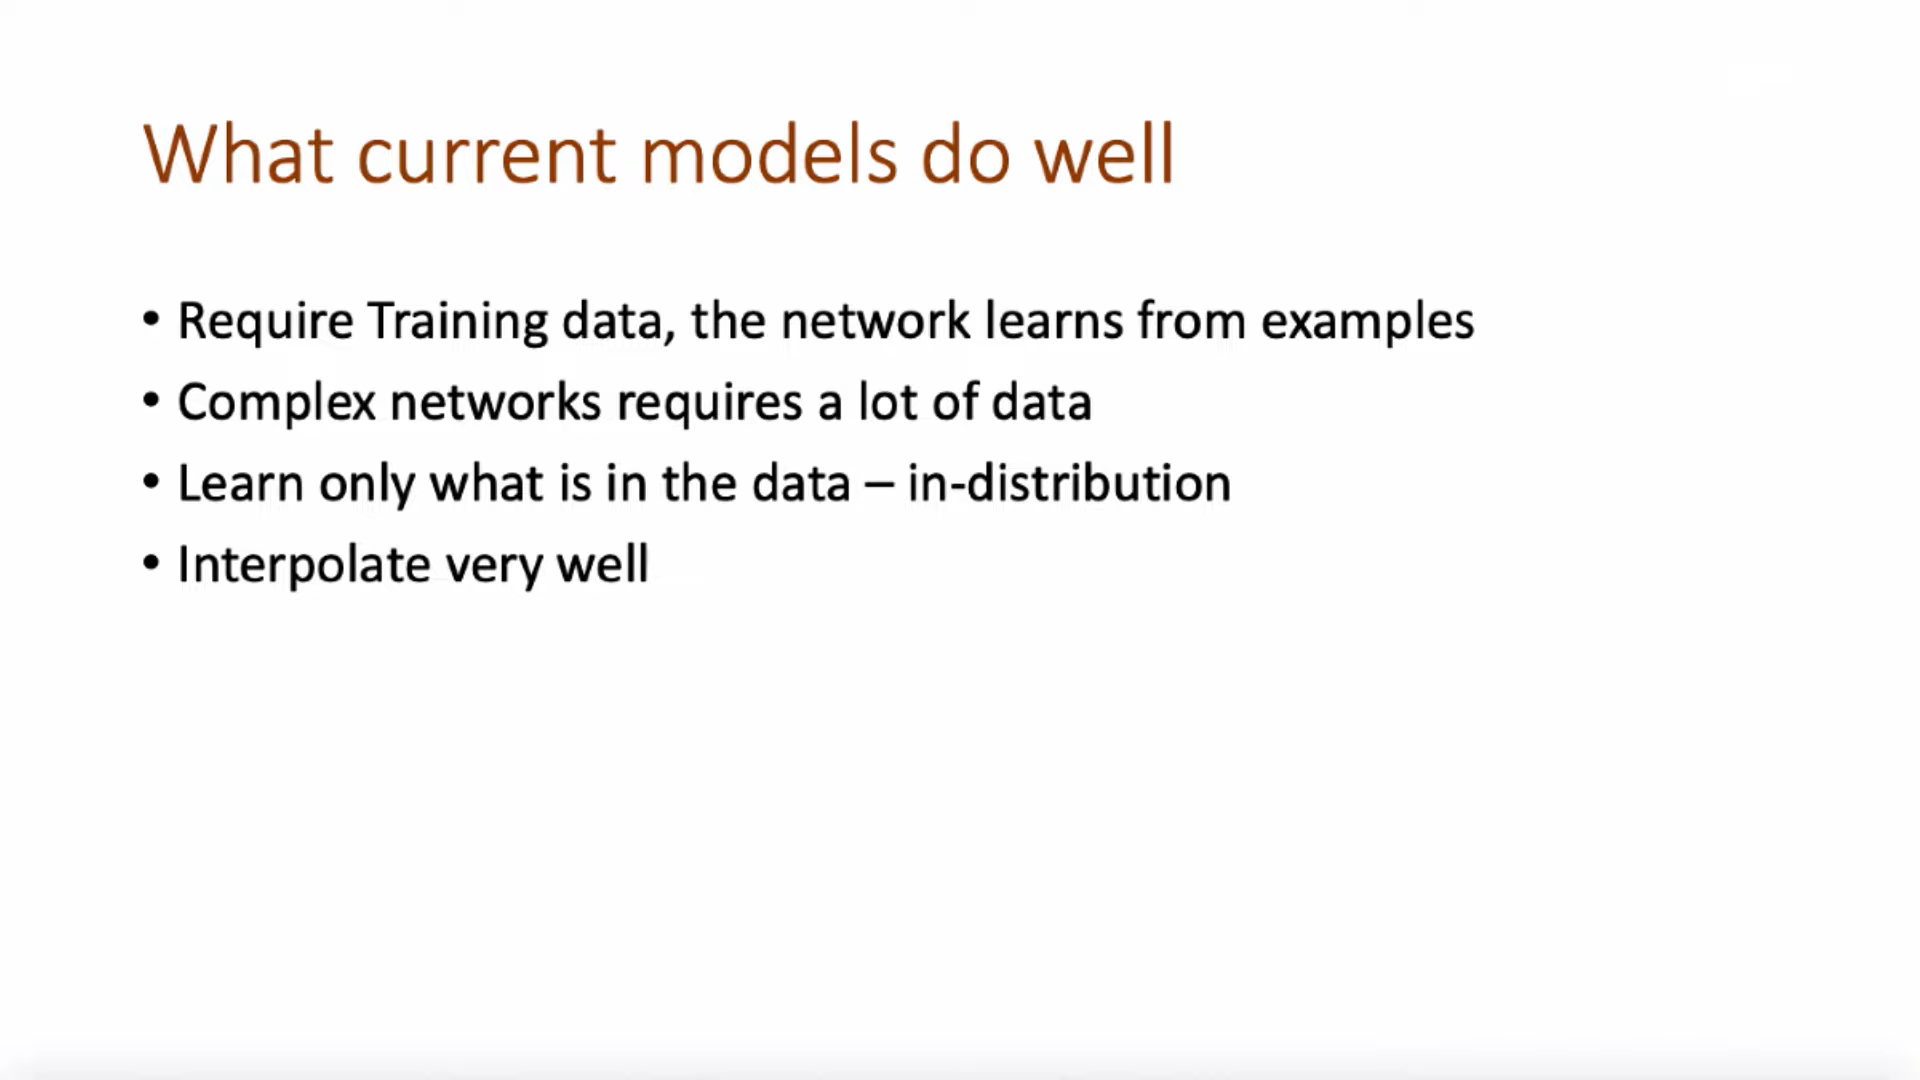 What current models do well
• Require Training data, the network learns from examples
• Complex networks requires a lot of data
• Learn only what is in the data – in-distribution
• Interpolate very well